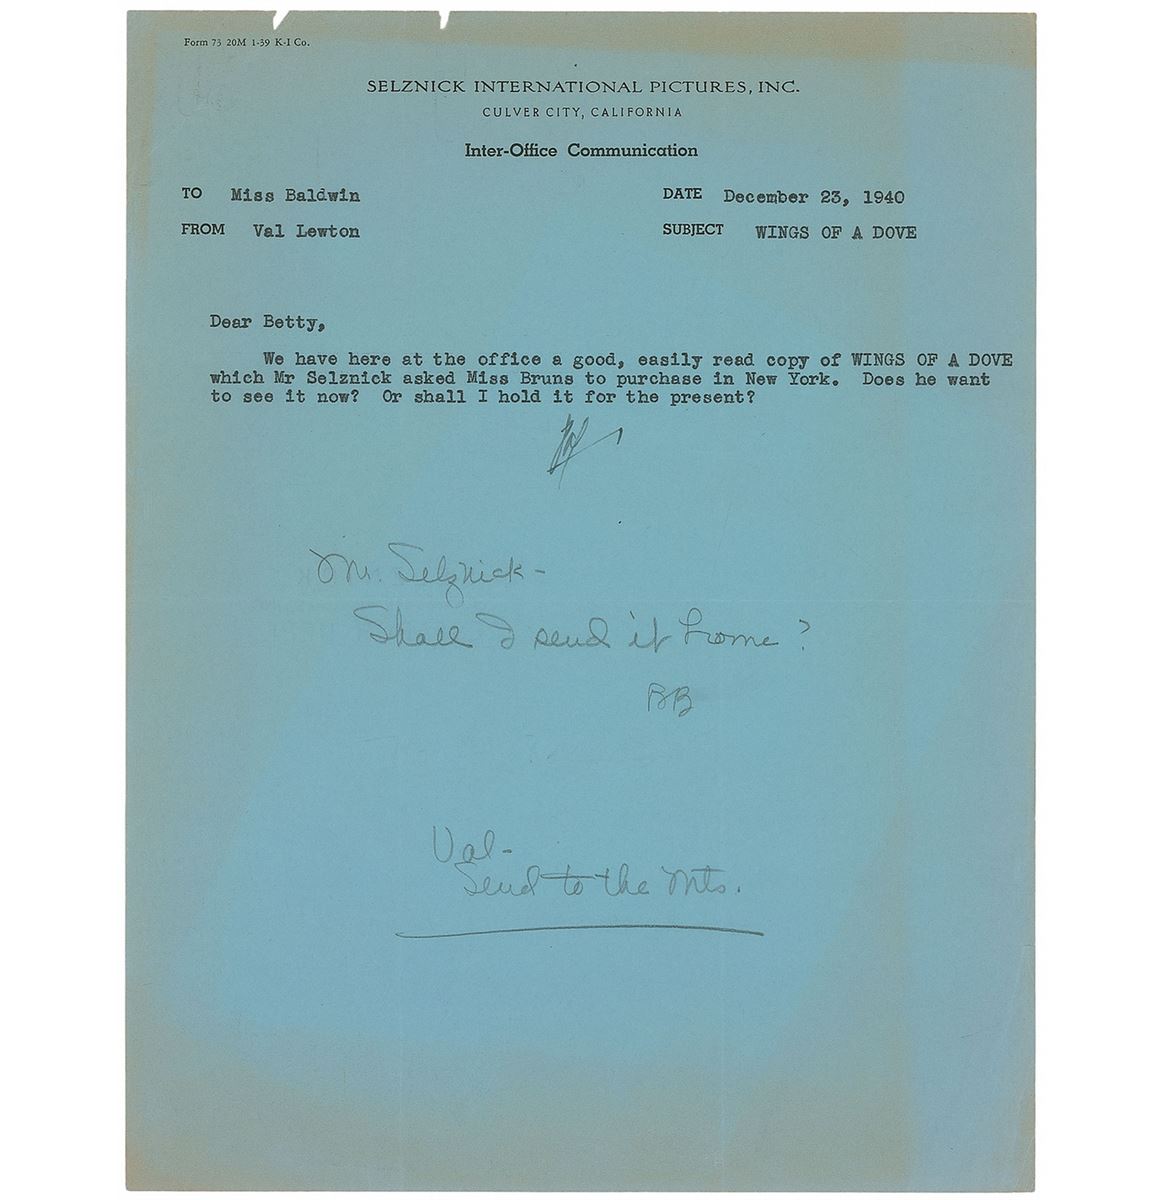 Form 73 20M 1-39 K-I Co.
SELZNICK INTERNATIONAL PICTURES, INC.
CULVER CITY, CALIFORNIA
Inter-Office Communication
TO Miss Baldwin DATE December 23, 1940
FROM Val Lewton SUBJECT WINGS OF A DOVE
Dear Betty,
We have here at the office a good, easily read copy of WINGS OF A DOVE
which Mr Selznick asked Miss Bruns to purchase in New York. Does he want
to see it now? Or shall I hold it for the present?
Mr. Selznick-
Shall I send it home?
BB
Val-
Send to the Mts.